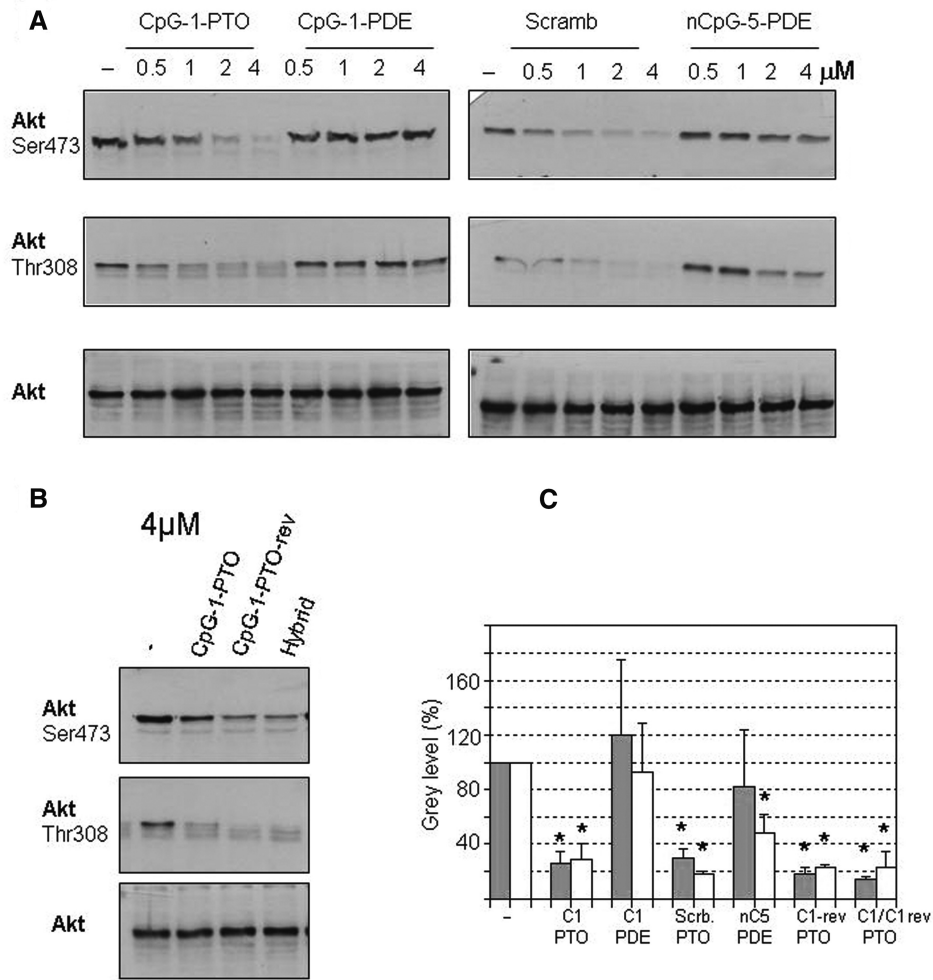 A
CpG-1-PTO CpG-1-PDE Scramb nCpG-5-PDE
– 0.5 1 2 4 0.5 1 2 4 – 0.5 1 2 4 0.5 1 2 4 µM
Akt
Ser473
Akt
Thr308
Akt
B
4µM
- CpG-1-PTO CpG-1-PTO-rev Hybrid
Akt
Ser473
Akt
Thr308
Akt
C
Grey level (%)
160
120
80
40
* * * * * * * * *
– C1 C1 Scrb. nC5 C1-rev C1/C1rev
PTO PDE PTO PDE PTO PTO